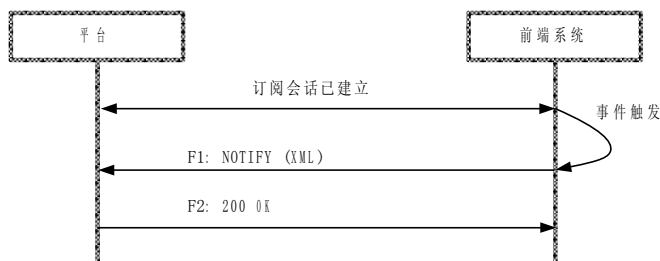 平台
前端系统
订阅会话已建立
事件触发
F1: NOTIFY (XML)
F2: 200 OK